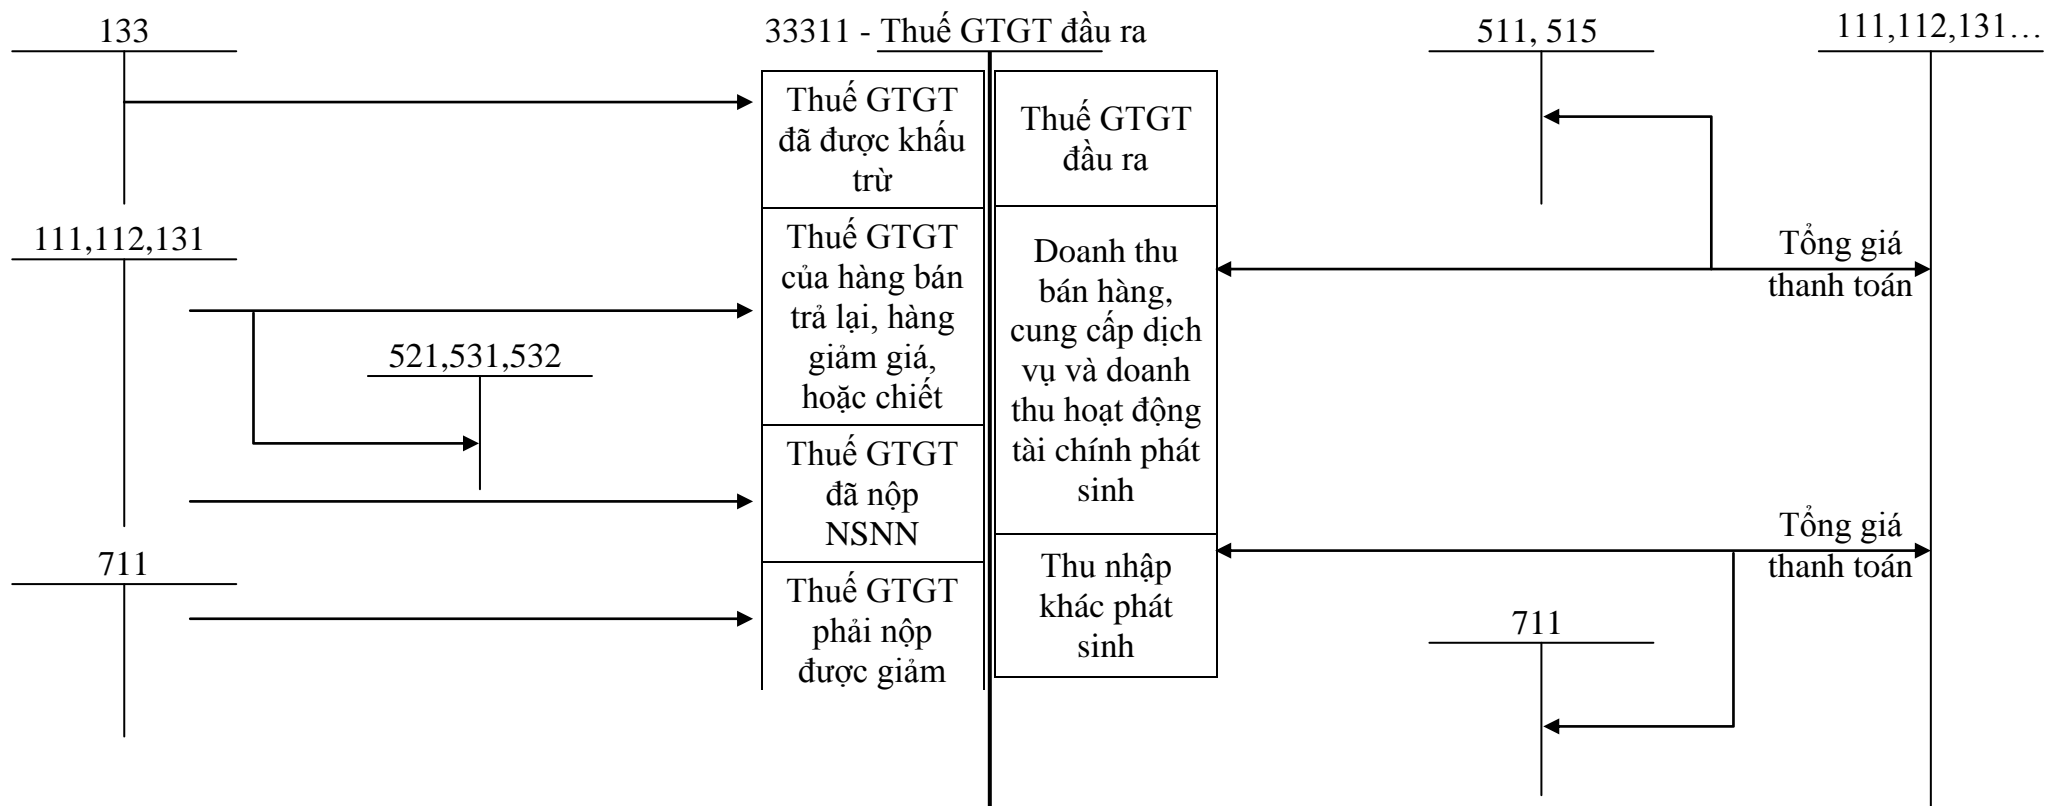 133
33311 - Thuế GTGT đầu ra
511, 515
111,112,131…
Thuế GTGT
đã được khấu
trừ
Thuế GTGT
đầu ra
111,112,131
Thuế GTGT
của hàng bán
trả lại, hàng
giảm giá,
hoặc chiết
521,531,532
Doanh thu
bán hàng,
cung cấp dịch
vụ và doanh
thu hoạt động
tài chính phát
sinh
Tổng giá
thanh toán
Thuế GTGT
đã nộp
NSNN
711
Thuế GTGT
phải nộp
được giảm
Thu nhập
khác phát
sinh
Tổng giá
thanh toán
711